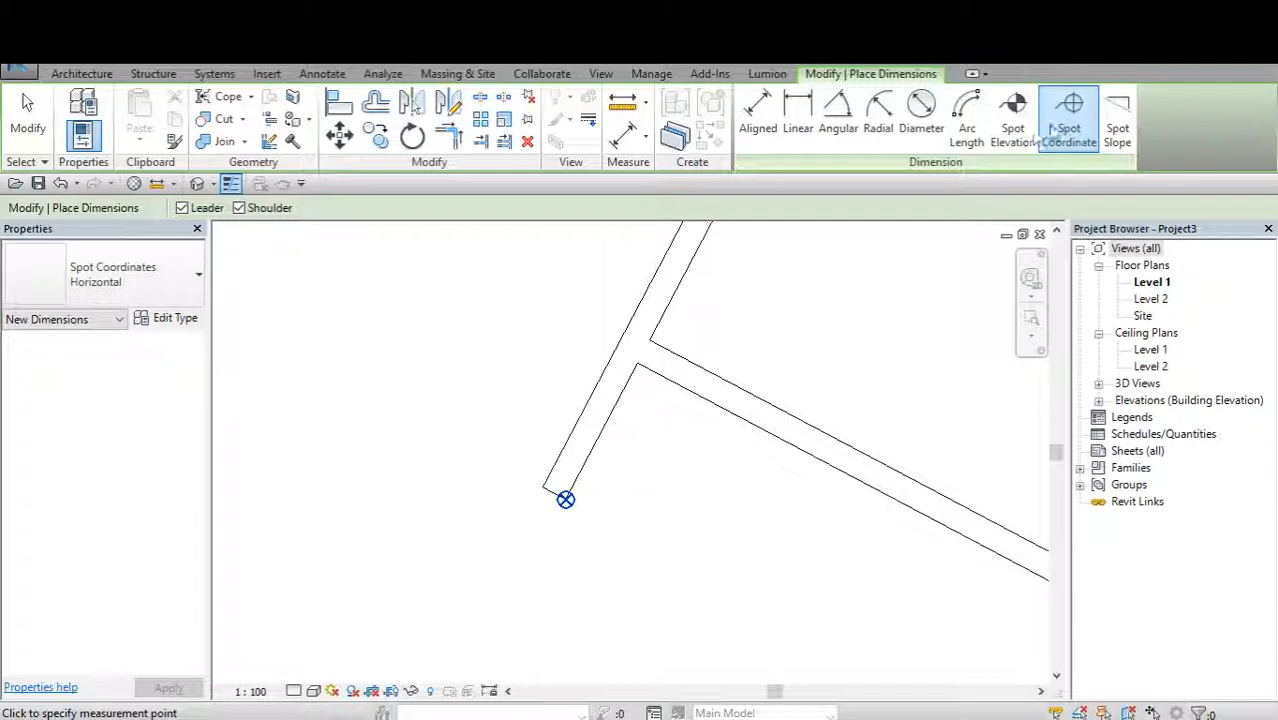 Architecture Structure Systems Insert Annotate Analyze Massing & Site Collaborate View Manage Add-Ins Lumion Modify | Place Dimensions
Modify
Paste
Cope
Cut
Join
Aligned Linear Angular Radial Diameter Arc Length Spot Elevation Spot Coordinate Spot Slope
Select Properties Clipboard Geometry Modify View Measure Create Dimension
Modify | Place Dimensions Leader Shoulder
Properties
Spot Coordinates
Horizontal
New Dimensions Edit Type
Properties help Apply
1 : 100
Project Browser - Project3
Views (all)
Floor Plans
Level 1
Level 2
Site
Ceiling Plans
Level 1
Level 2
3D Views
Elevations (Building Elevation)
Legends
Schedules/Quantities
Sheets (all)
Families
Groups
Revit Links
Click to specify measurement point :0 Main Model :0